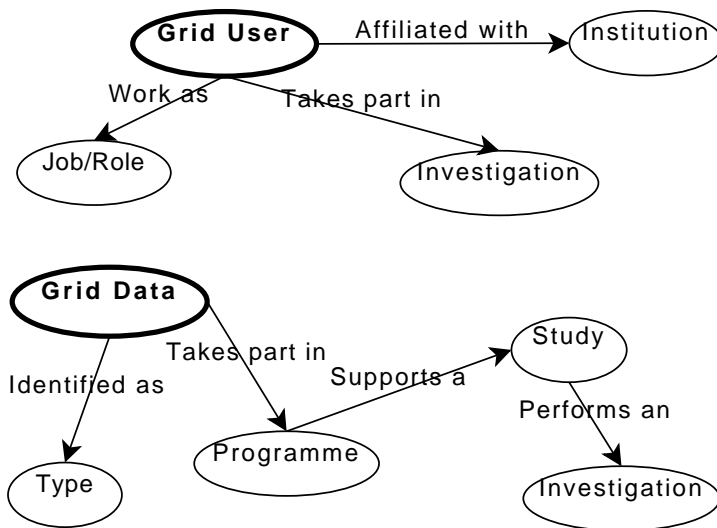 Grid User
Affiliated with
Institution
Work as
Takes part in
Job/Role
Investigation
Grid Data
Takes part in
Study
Identified as
Supports a
Performs an
Programme
Type
Investigation